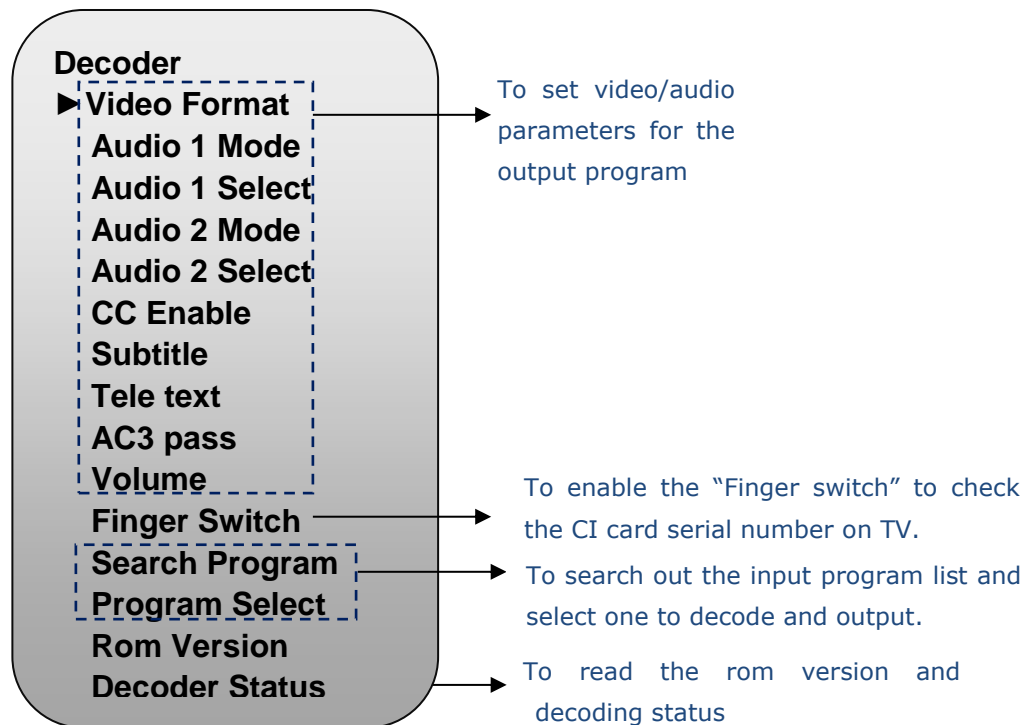 Decoder
►Video Format
Audio 1 Mode
Audio 1 Select
Audio 2 Mode
Audio 2 Select
CC Enable
Subtitle
Tele text
AC3 pass
Volume
Finger Switch
Search Program
Program Select
Rom Version
Decoder Status
To set video/audio
parameters for the
output program
To enable the “Finger switch” to check
the CI card serial number on TV.
To search out the input program list and
select one to decode and output.
To read the rom version and
decoding status